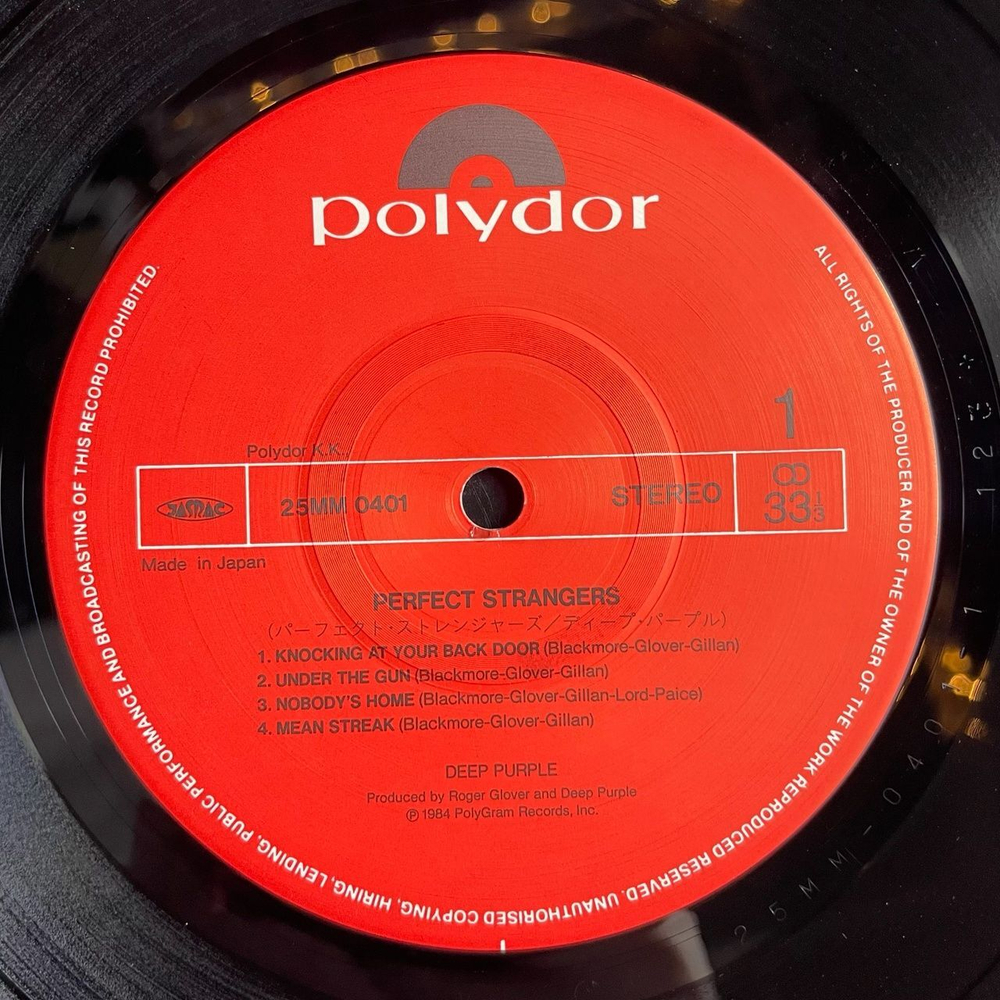 polydor
1
Polydor K.K.
JASRAC
25MM 0401
STEREO
∞
33 1/3
Made in Japan
PERFECT STRANGERS
(パーフェクト・ストレンジャーズ/ディープ・パープル)
1. KNOCKING AT YOUR BACK DOOR (Blackmore-Glover-Gillan)
2. UNDER THE GUN (Blackmore-Glover-Gillan)
3. NOBODY'S HOME (Blackmore-Glover-Gillan-Lord-Paice)
4. MEAN STREAK (Blackmore-Glover-Gillan)
DEEP PURPLE
Produced by Roger Glover and Deep Purple
℗ 1984 PolyGram Records, Inc.
ALL RIGHTS OF THE PRODUCER AND OF THE OWNER OF THE WORK REPRODUCED RESERVED. UNAUTHORISED COPYING, HIRING, LENDING, PUBLIC PERFORMANCE AND BROADCASTING OF THIS RECORD PROHIBITED.
25MM-0401